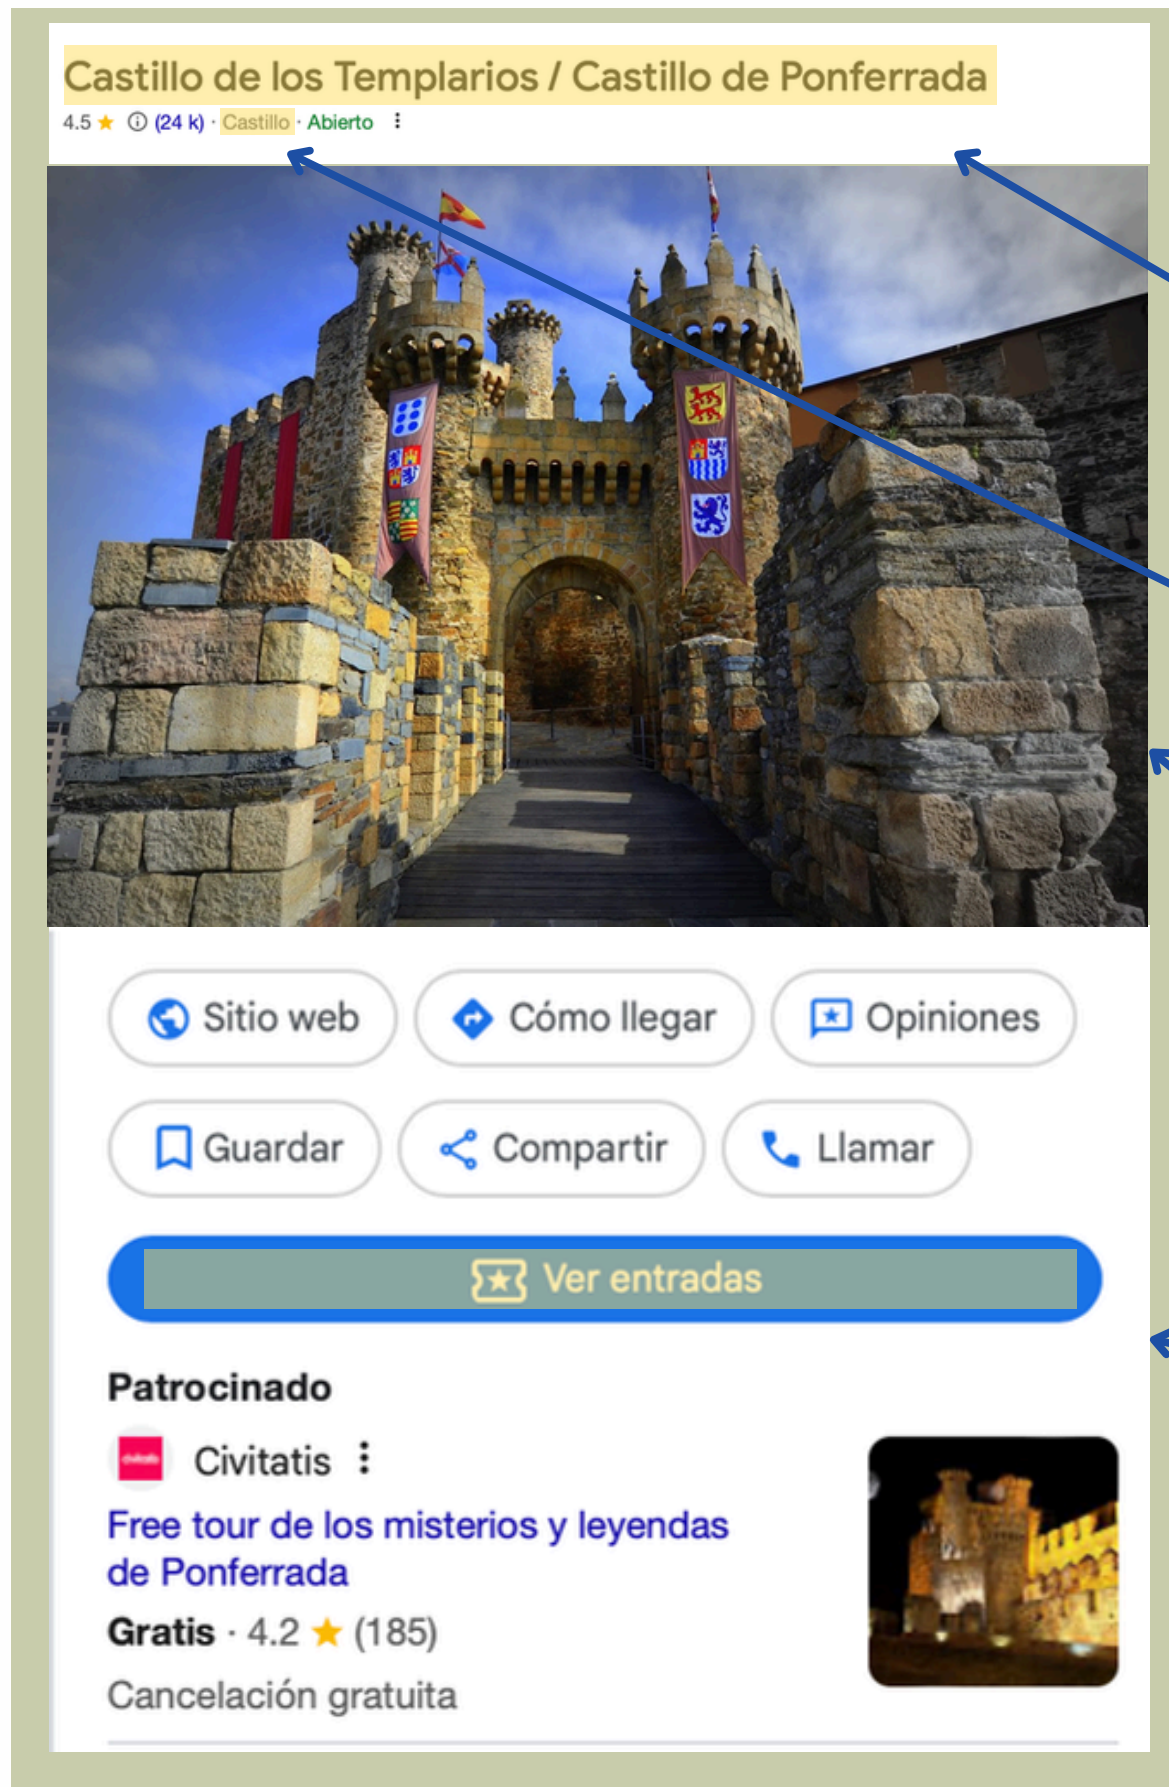 Castillo de los Templarios / Castillo de Ponferrada
4.5 (24 k) · Castillo · Abierto
Sitio web
Cómo llegar
Opiniones
Guardar
Compartir
Llamar
Ver entradas
Patrocinado
Civitatis
Free tour de los misterios y leyendas
de Ponferrada
Gratis · 4.2 ★ (185)
Cancelación gratuita